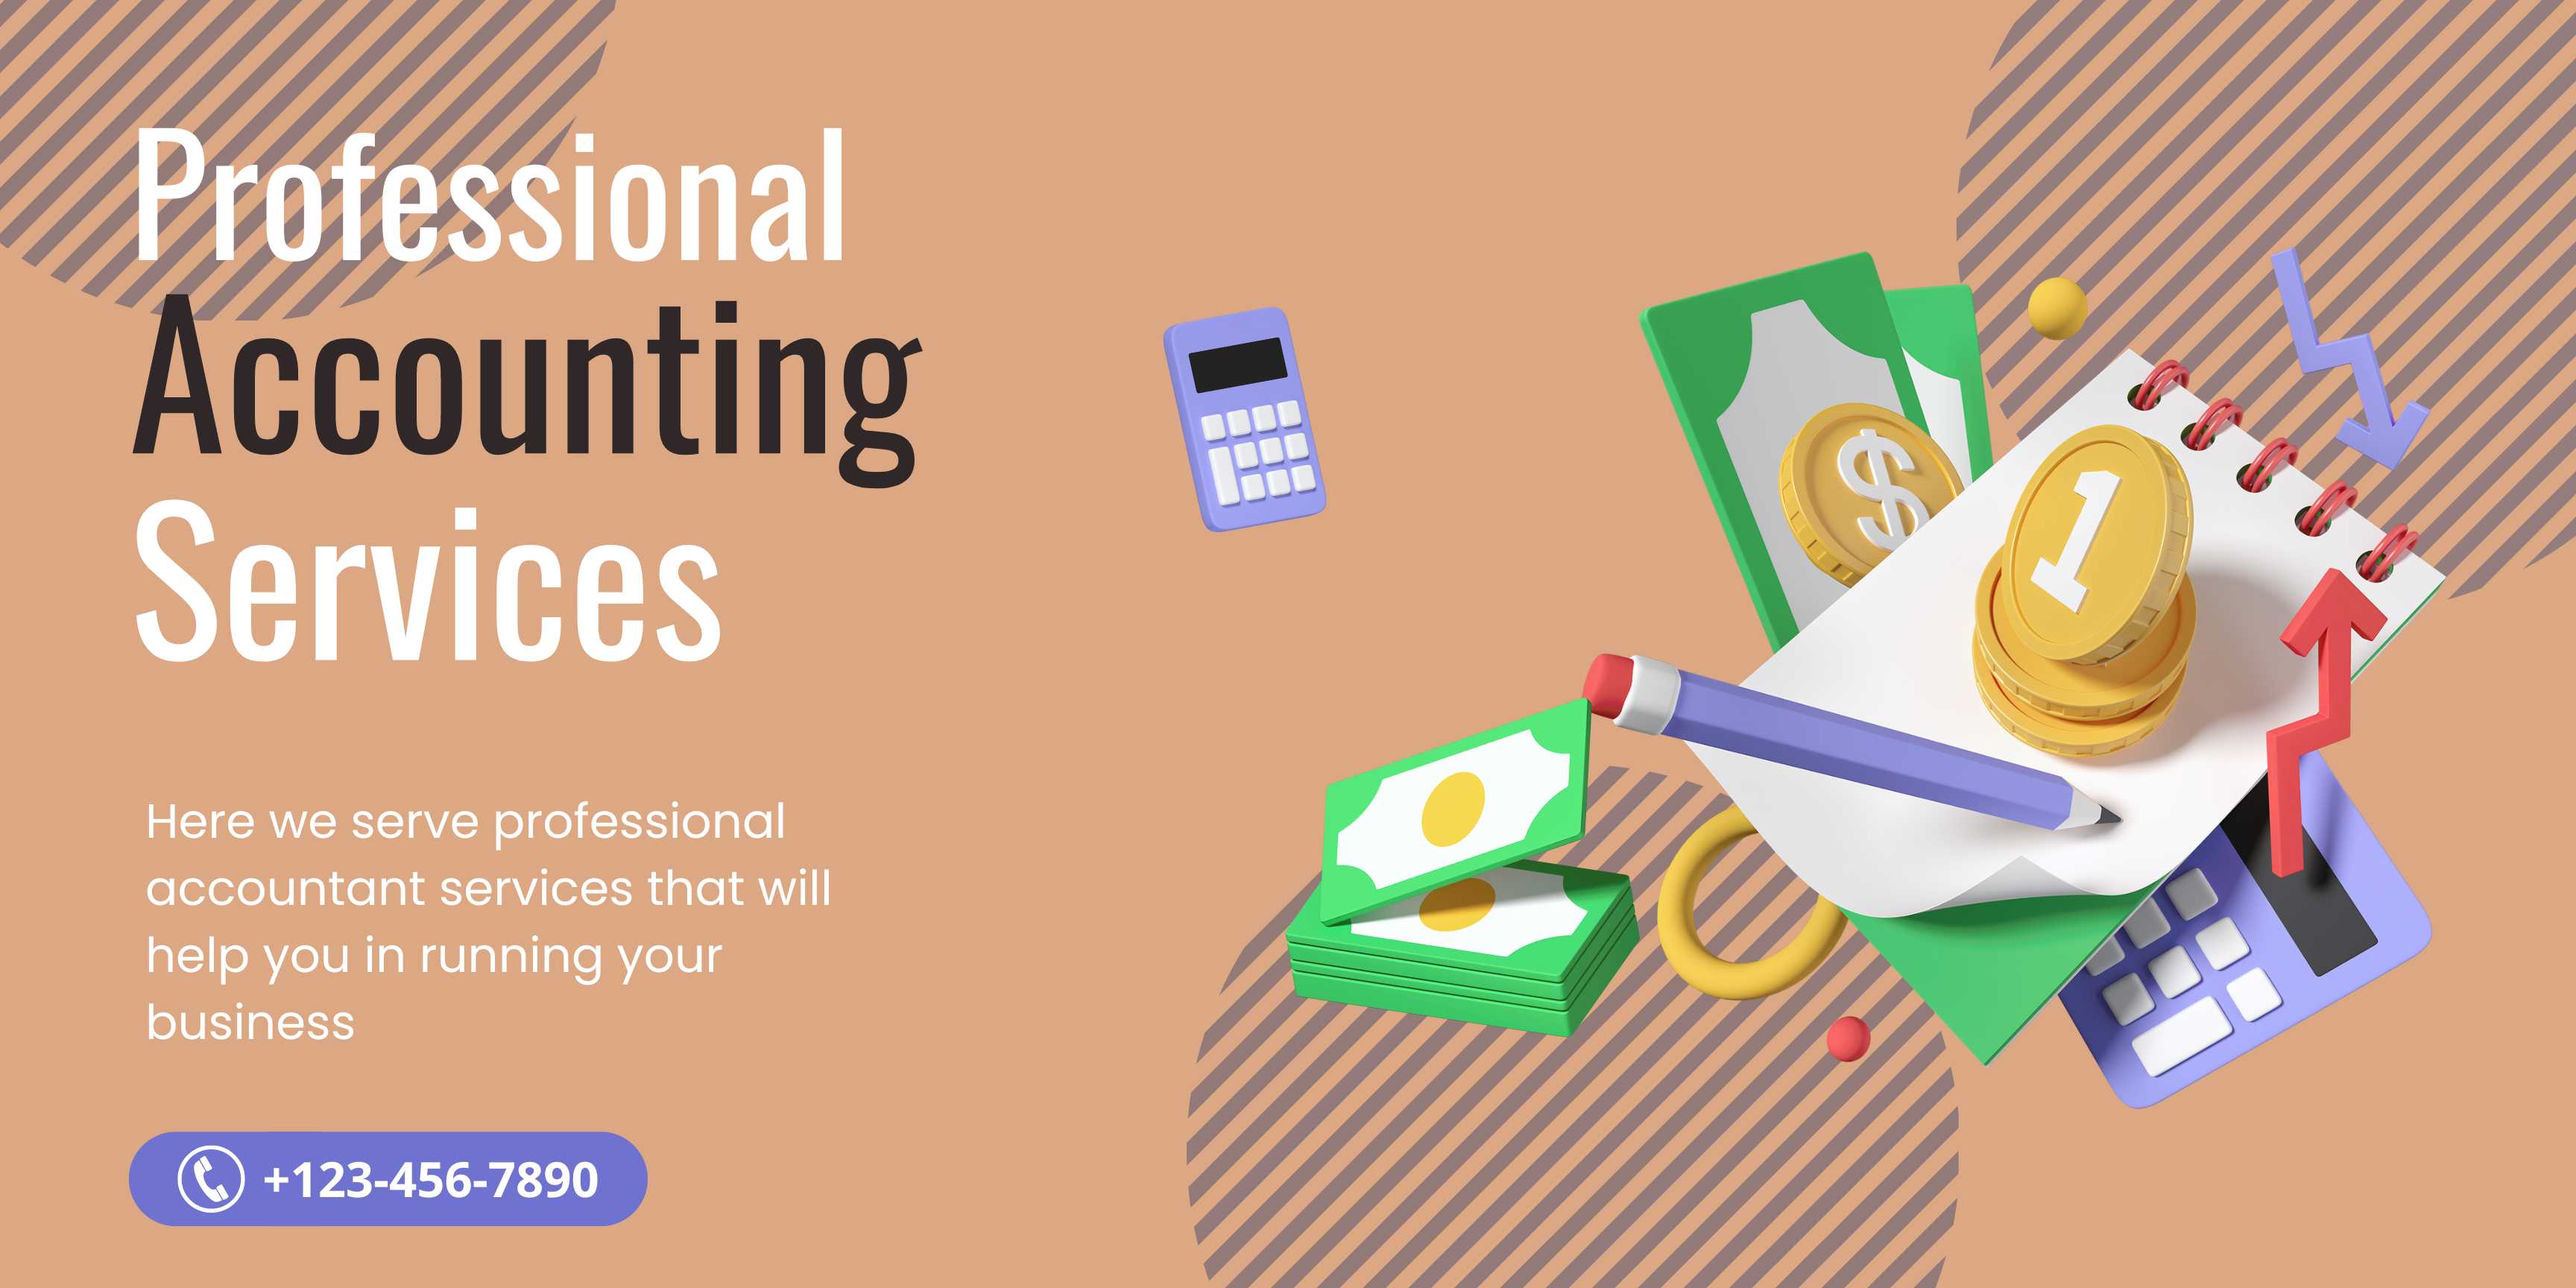 Professional
Accounting
Services
Here we serve professional
accountant services that will
help you in running your
business
+123-456-7890
$
1